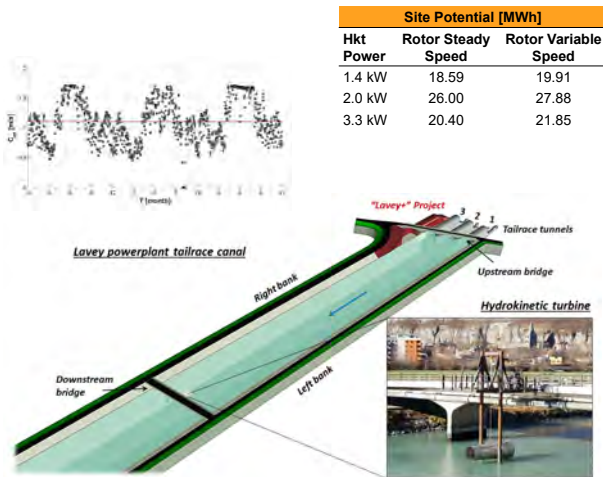 Site Potential [MWh]
Hkt Power Rotor Steady Speed Rotor Variable Speed
1.4 kW 18.59 19.91
2.0 kW 26.00 27.88
3.3 kW 20.40 21.85
T [month]
"Lavey+" Project
3 2 1
Tailrace tunnels
Lavey powerplant tailrace canal
Upstream bridge
Right bank
Hydrokinetic turbine
Downstream bridge
Left bank